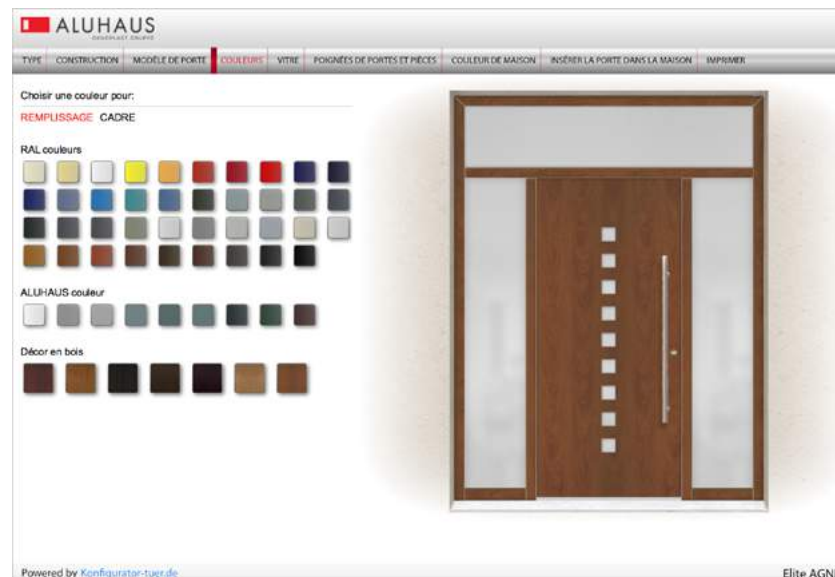 ALUHAUS
TYPE CONSTRUCTION MODÈLE DE PORTE COULEURS VITRE POIGNÉES DE PORTES ET PIÈCES COULEUR DE MAISON INSÉRER LA PORTE DANS LA MAISON IMPRIMER
Choisir une couleur pour:
REMPLISSAGE CADRE
RAL couleurs
ALUHAUS couleur
Décor en bois
Powered by Konfigurator-tuer.de
Elite AGN